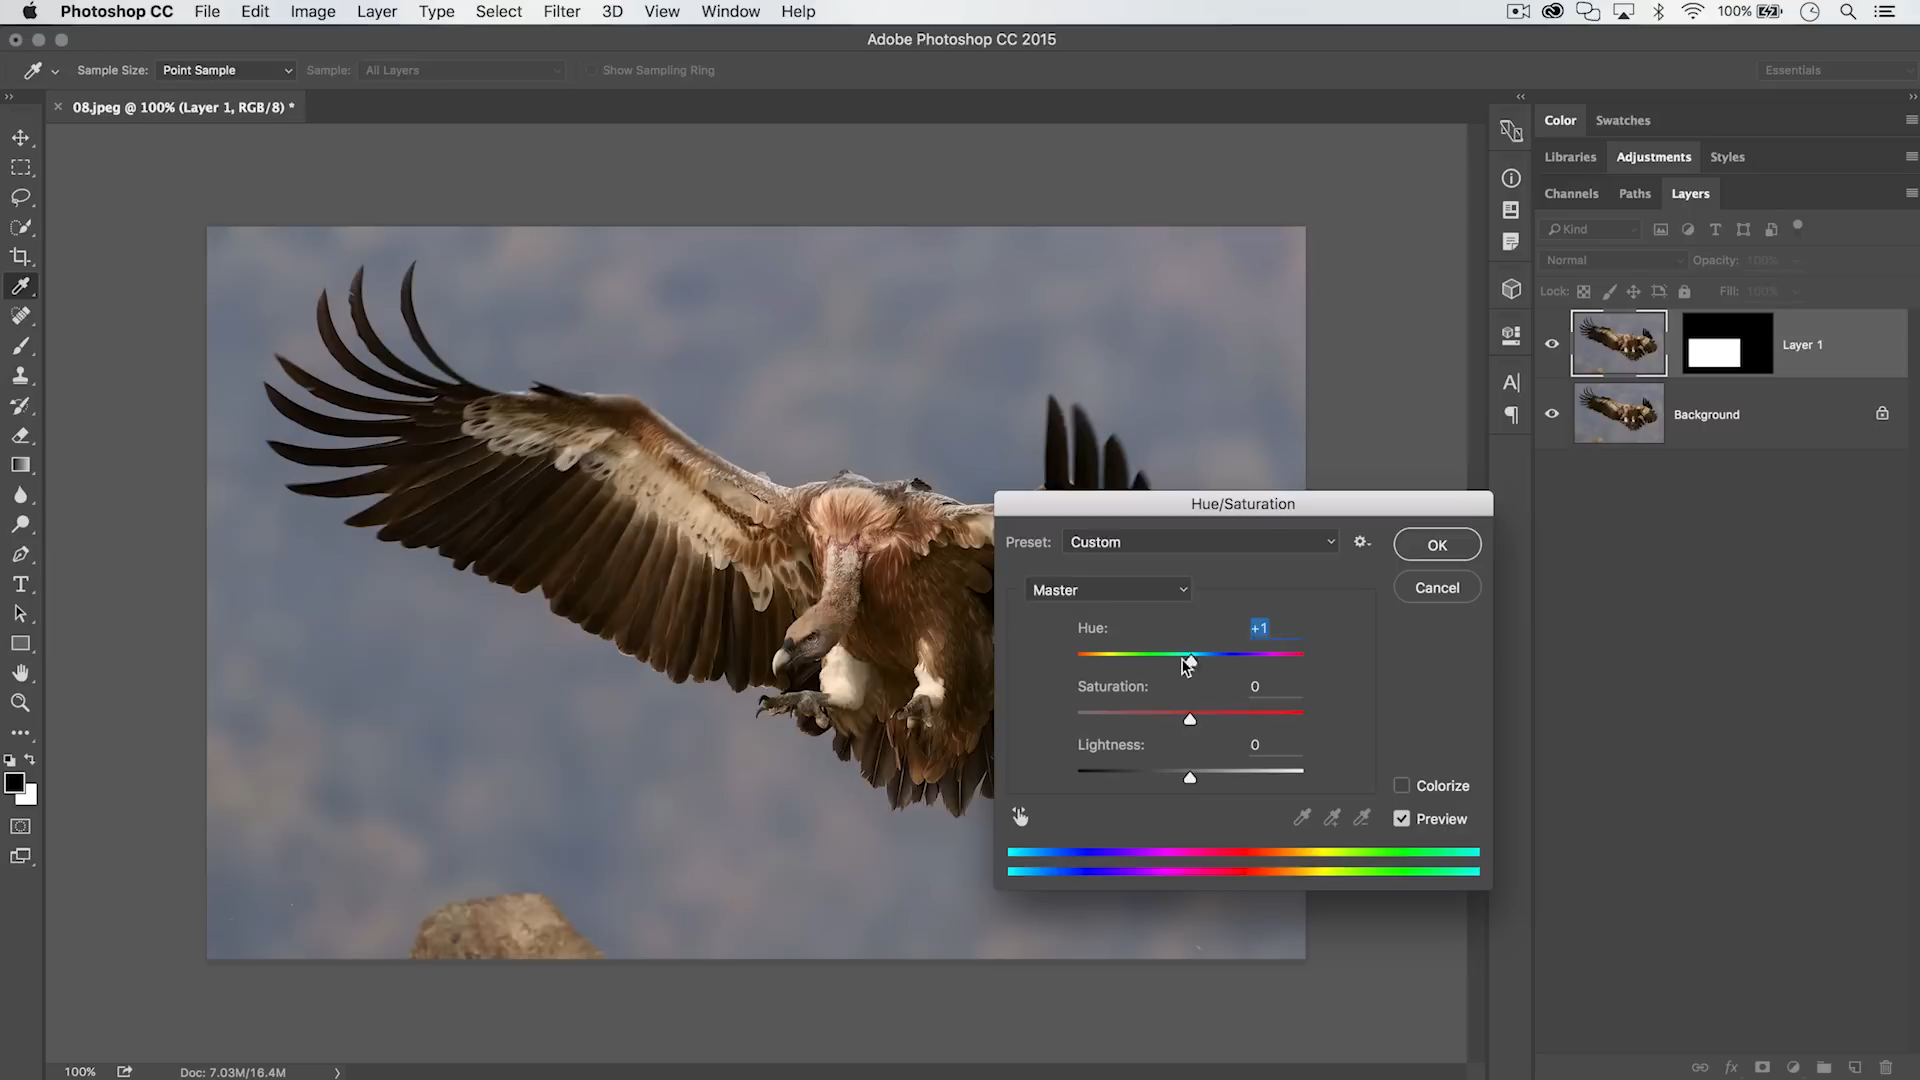 Photoshop CC File Edit Image Layer Type Select Filter 3D View Window Help 100%
Adobe Photoshop CC 2015
Sample Size: Point Sample Sample: All Layers Show Sampling Ring Essentials
08.jpeg @ 100% (Layer 1, RGB/8) *
Color Swatches
Libraries Adjustments Styles
Channels Paths Layers
Kind
Normal Opacity: 100%
Lock: Fill: 100%
Layer 1
Background
Hue/Saturation
Preset: Custom
OK
Master
Cancel
Hue: +1
Saturation: 0
Lightness: 0
Colorize
Preview
100% Doc: 7.03M/16.4M